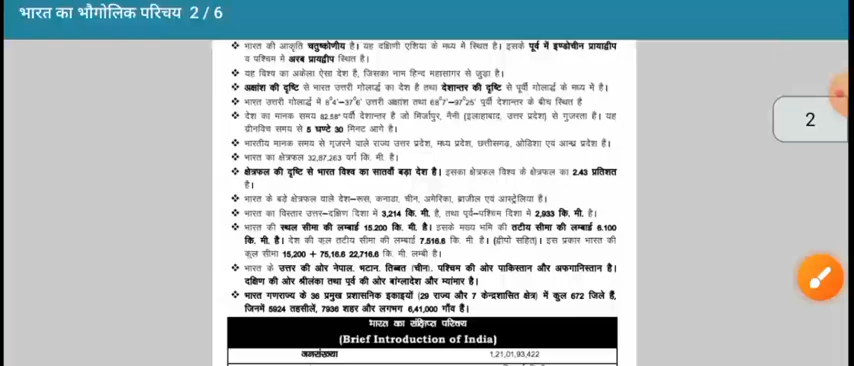 भारत का भौगोलिक परिचय 2 / 6
❖ भारत की आकृति चतुष्कोणीय है। यह दक्षिणी एशिया के मध्य में स्थित है। इसके पूर्व में इण्डोचीन प्रायद्वीप
व पश्चिम मे अरब प्रायद्वीप स्थित है।
❖ यह विश्व का अकेला ऐसा देश है, जिसका नाम हिन्द महासागर से जुड़ा है।
❖ अक्षांश की दृष्टि से भारत उत्तरी गोलार्द्ध का देश है तथा देशान्तर की दृष्टि से पूर्वी गोलार्द्ध के मध्य में है।
❖ भारत उत्तरी गोलार्द्ध में 8°4'–37°6' उत्तरी अक्षांश तथा 68°7'–97°25' पूर्वी देशान्तर के बीच स्थित है
❖ देश का मानक समय 82.58° पर्वी देशान्तर है जो मिर्जापुर, नैनी (इलाहाबाद, उत्तर प्रदेश) से गुजरता है। यह
ग्रीनविच समय से 5 घण्टे 30 मिनट आगे है।
❖ भारतीय मानक समय से गुजरने वाले राज्य उत्तर प्रदेश, मध्य प्रदेश, छत्तीसगढ़, ओडिशा एवं आन्ध्र प्रदेश है।
❖ भारत का क्षेत्रफल 32,87,263 वर्ग कि. मी. है।
❖ क्षेत्रफल की दृष्टि से भारत विश्व का सातवाँ बड़ा देश है। इसका क्षेत्रफल विश्व के क्षेत्रफल का 2.43 प्रतिशत
है।
❖ भारत के बड़े क्षेत्रफल वाले देश–रूस, कनाडा, चीन, अमेरिका, ब्राजील एवं आस्ट्रेलिया हैं।
❖ भारत का विस्तार उत्तर–दक्षिण दिशा मे 3,214 कि. मी. है, तथा पूर्व–पश्चिम दिशा में 2,933 कि. मी. है।
❖ भारत की स्थल सीमा की लम्बाई 15.200 कि. मी. है। इसके मख्य भमि की तटीय सीमा की लम्बाई 6.100
कि. मी. है। देश की कल तटीय सीमा की लम्बाई 7.516.6 कि. मी है। (द्वीपो सहित)। इस प्रकार भारत की
कुल सीमा 15,200 + 75,16.6 22,716.6 कि. मी. लम्बी है।
❖ भारत के उत्तर की ओर नेपाल, भटान, तिब्बत (चीन), पश्चिम की ओर पाकिस्तान और अफगानिस्तान है।
दक्षिण की ओर श्रीलंका तथा पूर्व की ओर बांग्लादेश और म्यांमार है।
❖ भारत गणराज्य के 36 प्रमुख प्रशासनिक इकाइयों (29 राज्य और 7 केन्द्रशासित क्षेत्र) में कुल 672 जिले हैं,
जिनमें 5924 तहसीलें, 7936 शहर और लगभग 6,41,000 गाँव हैं।
भारत का संक्षिप्त परिचय
(Brief Introduction of India)
जनसंख्या 1,21,01,93,422
2